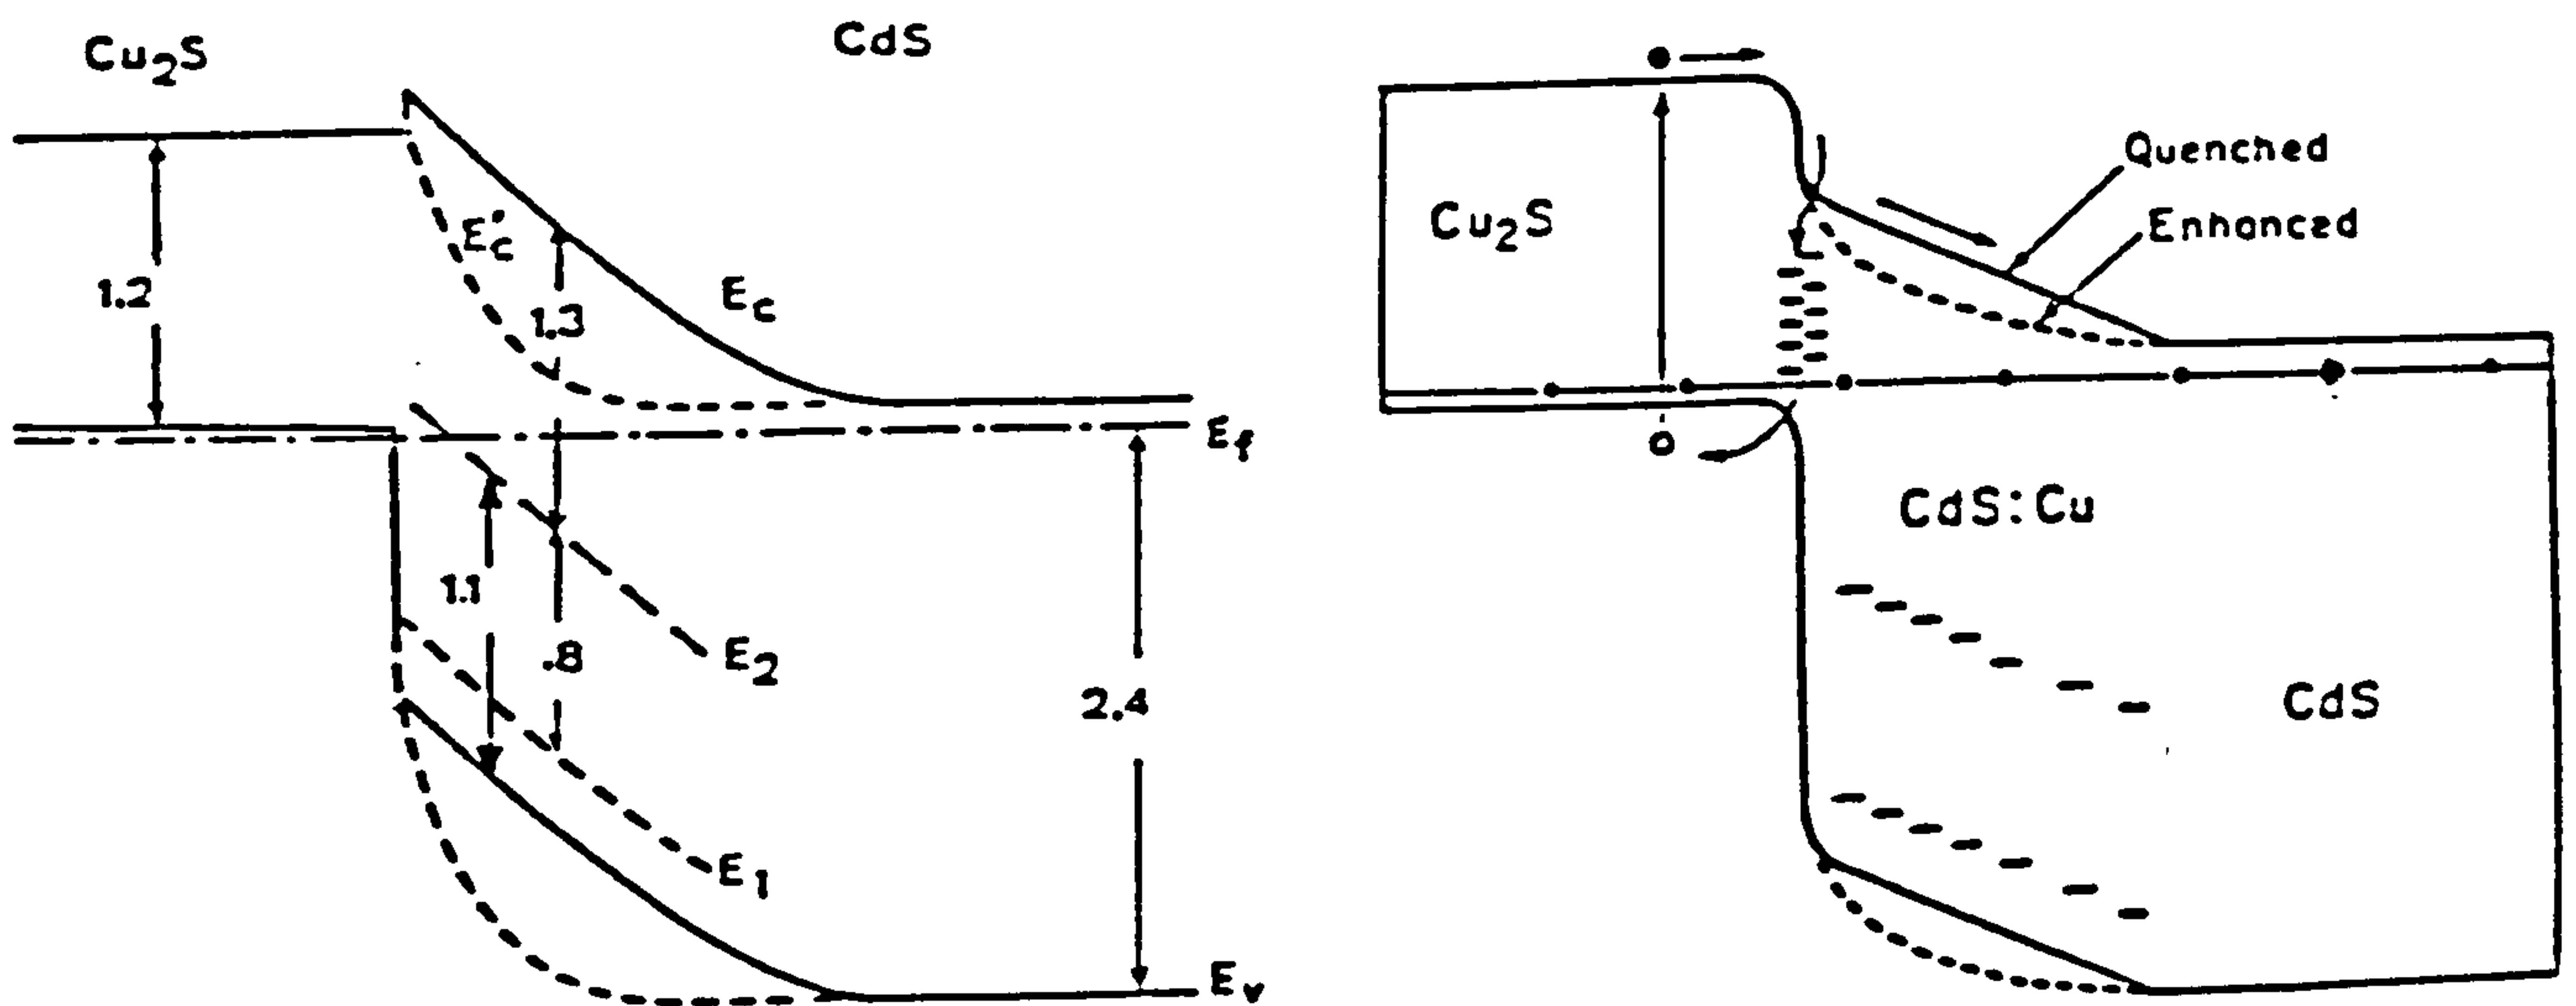 Cu2S
CdS
1.2
E'c
1.3
Ec
Ef
1.1
.8
E2
2.4
E1
Ev
Quenched
Enhanced
Cu2S
CdS:Cu
CdS